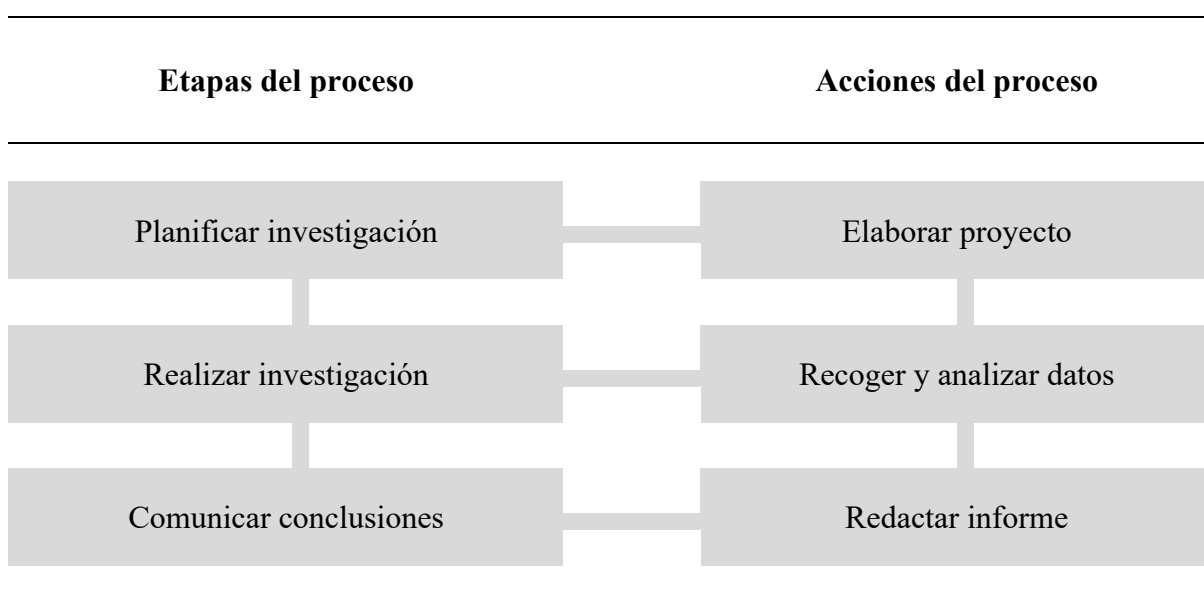 Etapas del proceso
Acciones del proceso
Planificar investigación
Elaborar proyecto
Realizar investigación
Recoger y analizar datos
Comunicar conclusiones
Redactar informe